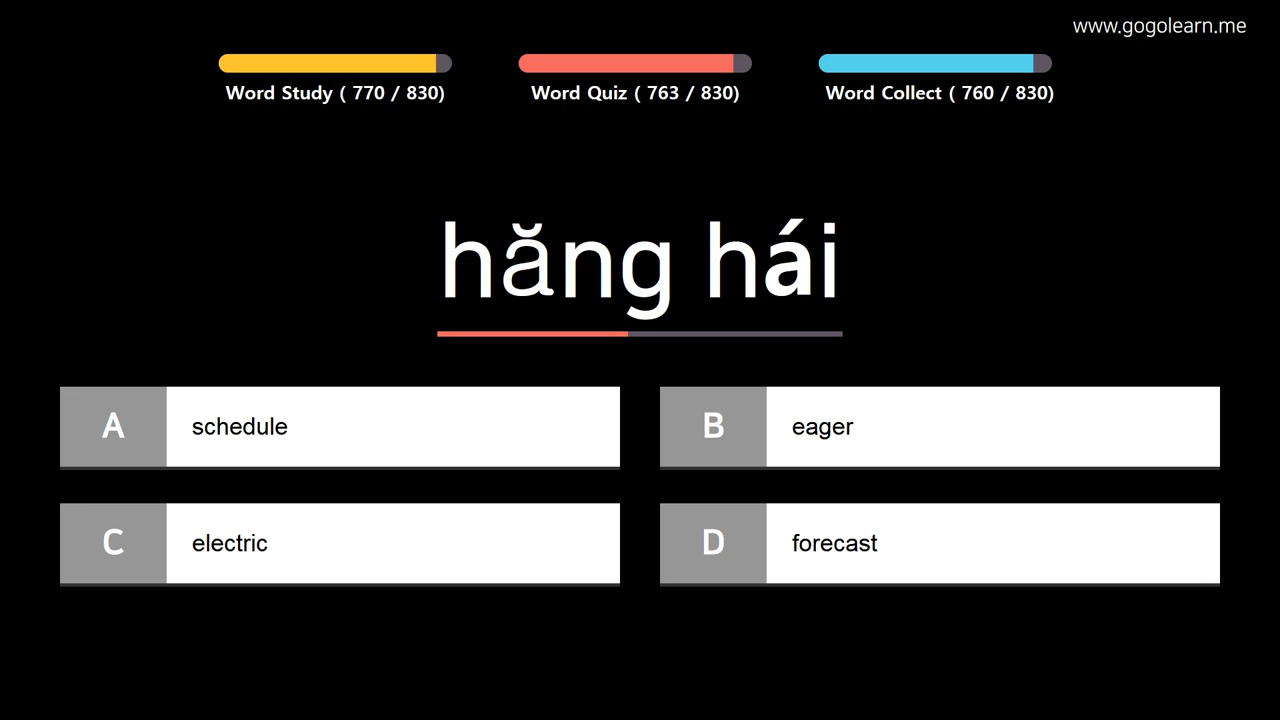 www.gogolearn.me
Word Study ( 770 / 830)
Word Quiz ( 763 / 830)
Word Collect ( 760 / 830)
hăng hái
A schedule
B eager
C electric
D forecast